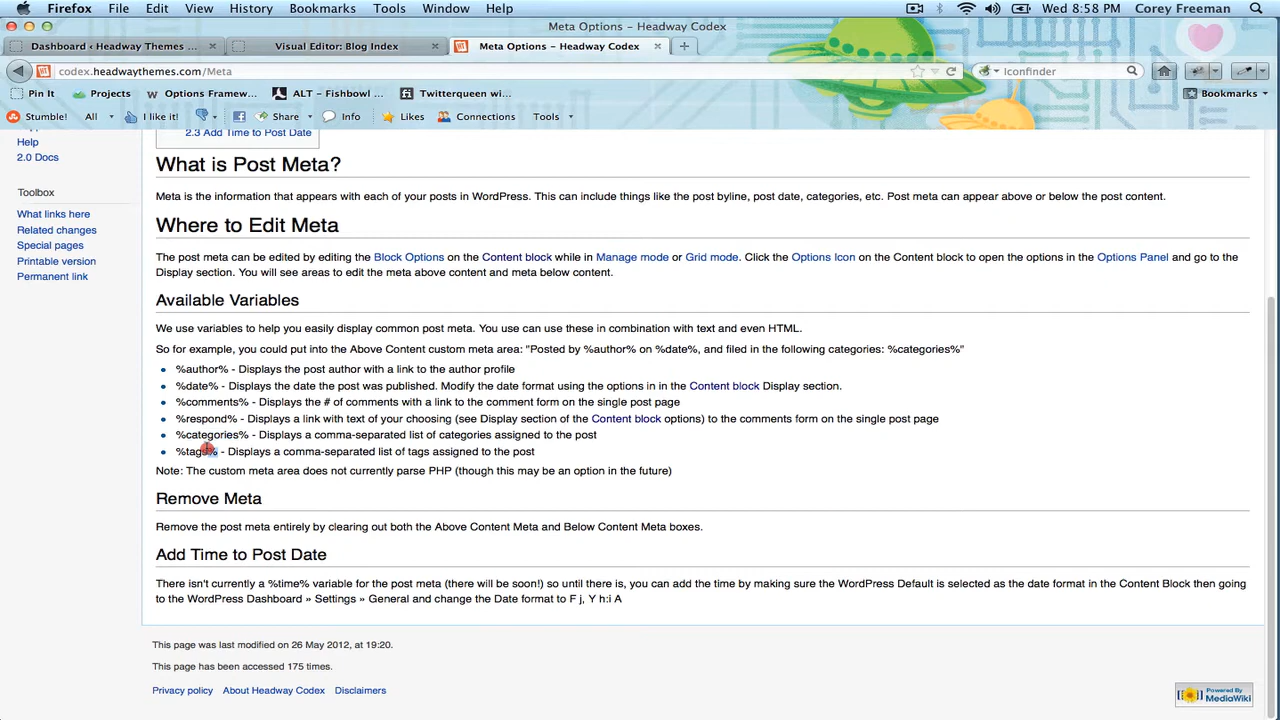 Firefox File Edit View History Bookmarks Tools Window Help Wed 8:58 PM Corey Freeman
Meta Options – Headway Codex
Dashboard ‹ Headway Themes ... Visual Editor: Blog Index Meta Options – Headway Codex
codex.headwaythemes.com/Meta Iconfinder
Pin It Projects Options Framew... ALT - Fishbowl ... Twitterqueen wi... Bookmarks
Stumble! All I like it! Share Info Likes Connections Tools
2.3 Add Time to Post Date
Help
2.0 Docs
Toolbox
What links here
Related changes
Special pages
Printable version
Permanent link
What is Post Meta?
Meta is the information that appears with each of your posts in WordPress. This can include things like the post byline, post date, categories, etc. Post meta can appear above or below the post content.
Where to Edit Meta
The post meta can be edited by editing the Block Options on the Content block while in Manage mode or Grid mode. Click the Options Icon on the Content block to open the options in the Options Panel and go to the
Display section. You will see areas to edit the meta above content and meta below content.
Available Variables
We use variables to help you easily display common post meta. You use can use these in combination with text and even HTML.
So for example, you could put into the Above Content custom meta area: "Posted by %author% on %date%, and filed in the following categories: %categories%"
%author% - Displays the post author with a link to the author profile
%date% - Displays the date the post was published. Modify the date format using the options in in the Content block Display section.
%comments% - Displays the # of comments with a link to the comment form on the single post page
%respond% - Displays a link with text of your choosing (see Display section of the Content block options) to the comments form on the single post page
%categories% - Displays a comma-separated list of categories assigned to the post
%tags% - Displays a comma-separated list of tags assigned to the post
Note: The custom meta area does not currently parse PHP (though this may be an option in the future)
Remove Meta
Remove the post meta entirely by clearing out both the Above Content Meta and Below Content Meta boxes.
Add Time to Post Date
There isn't currently a %time% variable for the post meta (there will be soon!) so until there is, you can add the time by making sure the WordPress Default is selected as the date format in the Content Block then going
to the WordPress Dashboard » Settings » General and change the Date format to F j, Y h:i A
This page was last modified on 26 May 2012, at 19:20.
This page has been accessed 175 times.
Privacy policy About Headway Codex Disclaimers
Powered By
MediaWiki